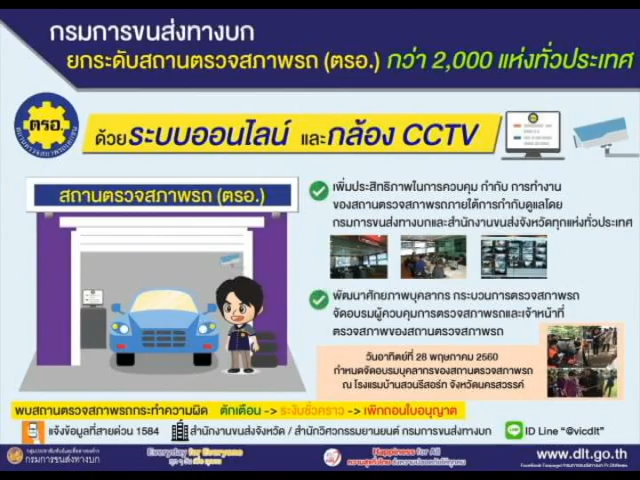 กรมการขนส่งทางบก
ยกระดับสถานตรวจสภาพรถ (ตรอ.) กว่า 2,000 แห่งทั่วประเทศ
ตรอ.
ด้วยระบบออนไลน์ และกล้อง CCTV
สถานตรวจสภาพรถ (ตรอ.)
เพิ่มประสิทธิภาพในการควบคุม กำกับ การทำงาน
ของสถานตรวจสภาพรถภายใต้การกำกับดูแลโดย
กรมการขนส่งทางบกและสำนักงานขนส่งจังหวัดทุกแห่งทั่วประเทศ
พัฒนาศักยภาพบุคลากร กระบวนการตรวจสภาพรถ
จัดอบรมผู้ควบคุมการตรวจสภาพรถและเจ้าหน้าที่
ตรวจสภาพของสถานตรวจสภาพรถ
วันอาทิตย์ที่ 28 พฤษภาคม 2560
กำหนดจัดอบรมบุคลากรของสถานตรวจสภาพรถ
ณ โรงแรมบ้านสวนรีสอร์ท จังหวัดนครสวรรค์
พบสถานตรวจสภาพรถกระทำความผิด ตักเตือน -> ระงับชั่วคราว -> เพิกถอนใบอนุญาต
แจ้งข้อมูลที่สายด่วน 1584 สำนักงานขนส่งจังหวัด / สำนักวิศวกรรมยานยนต์ กรมการขนส่งทางบก ID Line "@vicdlt"
กรมการขนส่งทางบก
Everyday for Everyone
Happiness for All
www.dlt.go.th